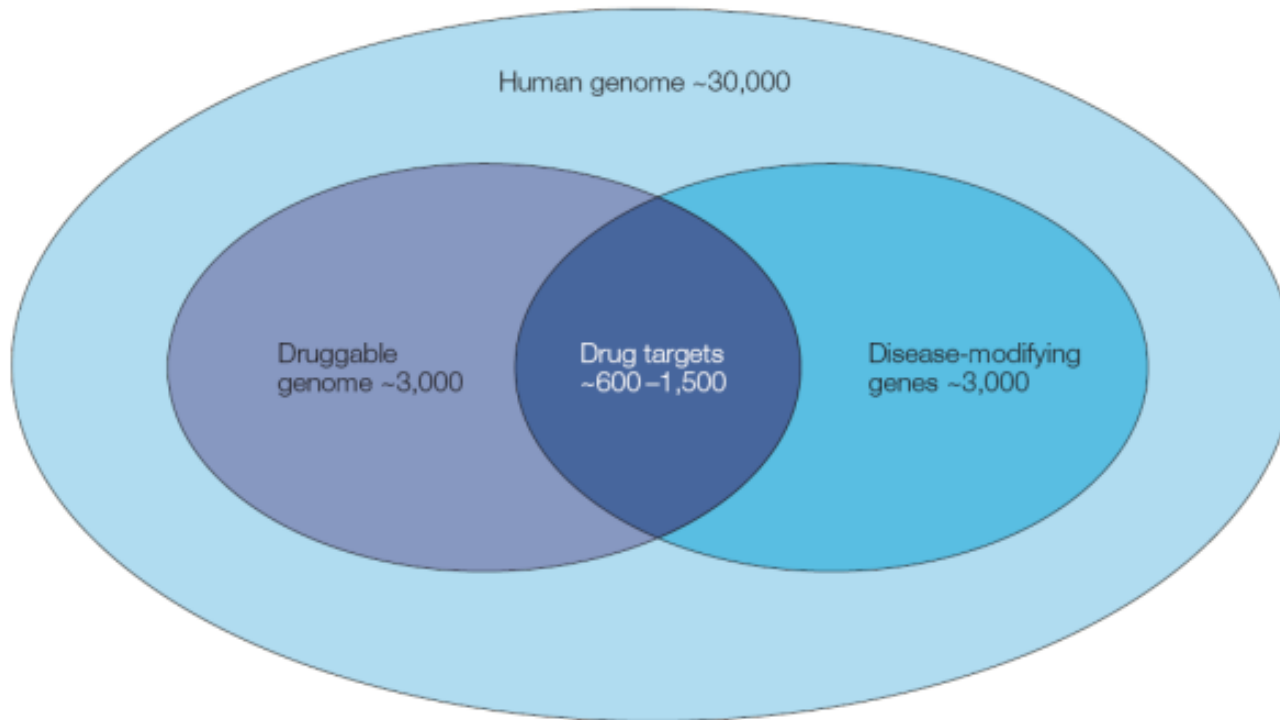 Human genome ~30,000
Druggable
genome ~3,000
Drug targets
~600–1,500
Disease-modifying
genes ~3,000